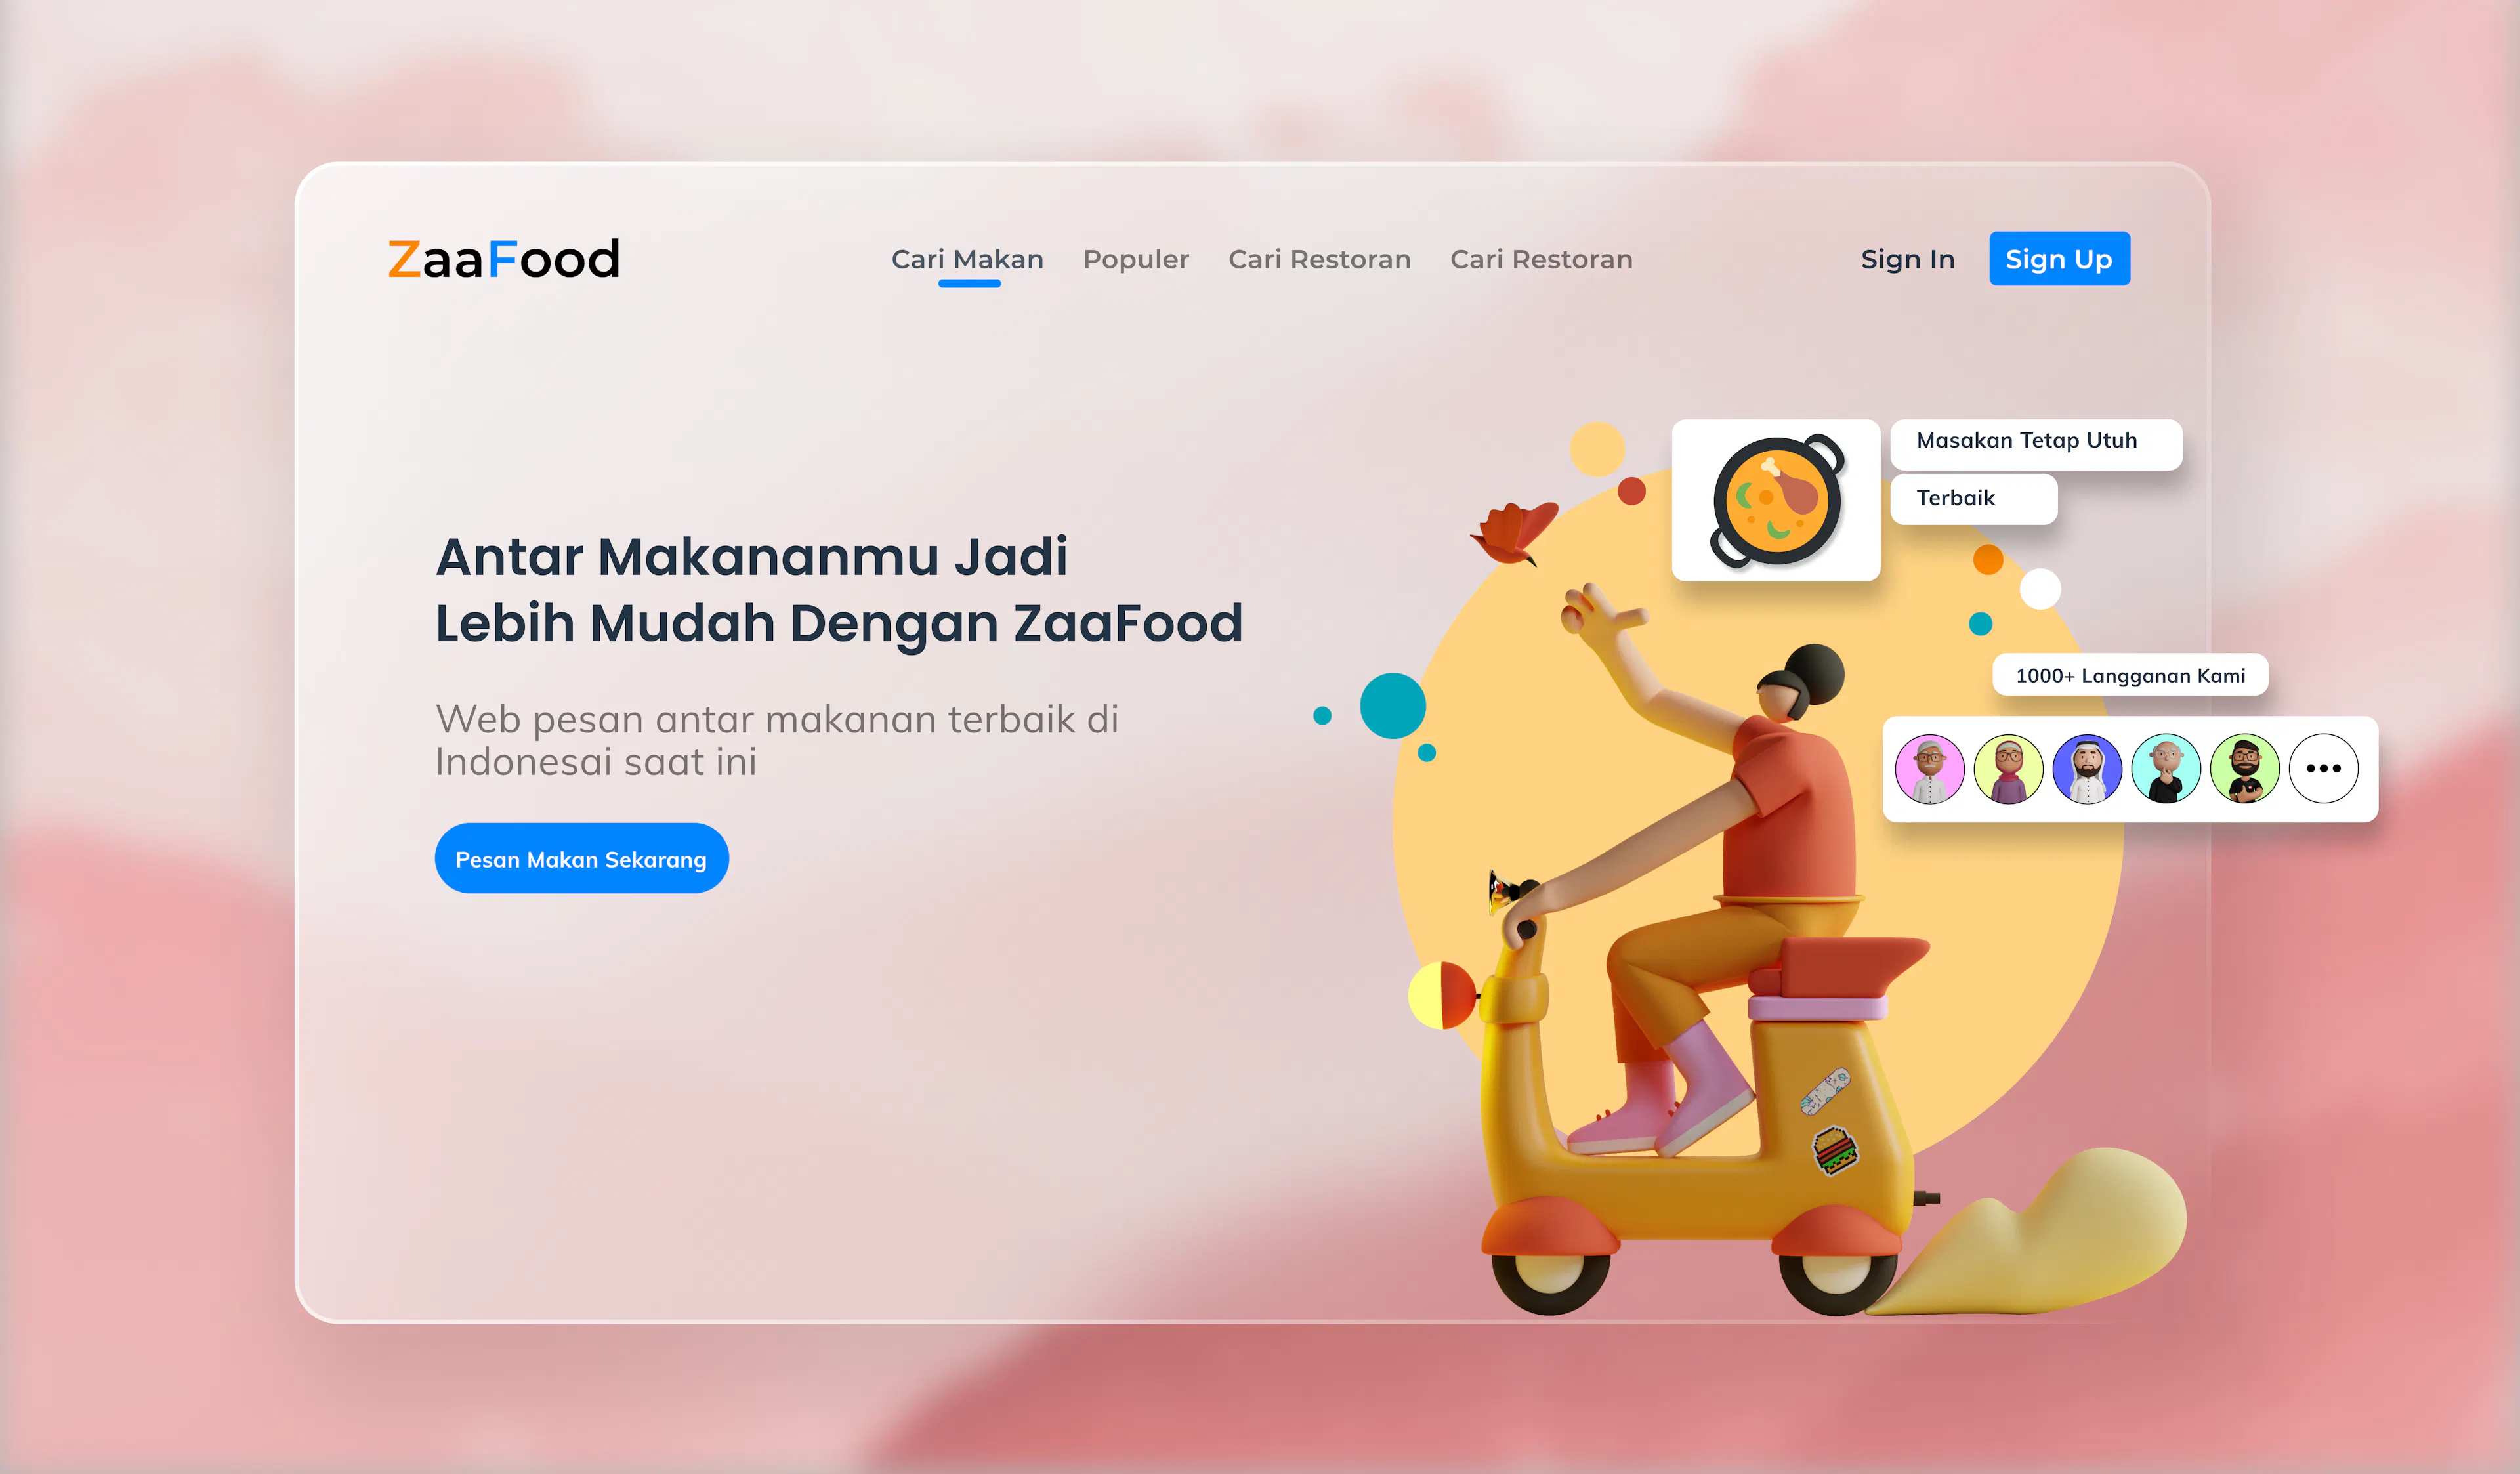 ZaaFood
Cari Makan
Populer
Cari Restoran
Cari Restoran
Sign In
Sign Up
Masakan Tetap Utuh
Terbaik
Antar Makananmu Jadi
Lebih Mudah Dengan ZaaFood
1000+ Langganan Kami
Web pesan antar makanan terbaik di
Indonesai saat ini
Pesan Makan Sekarang